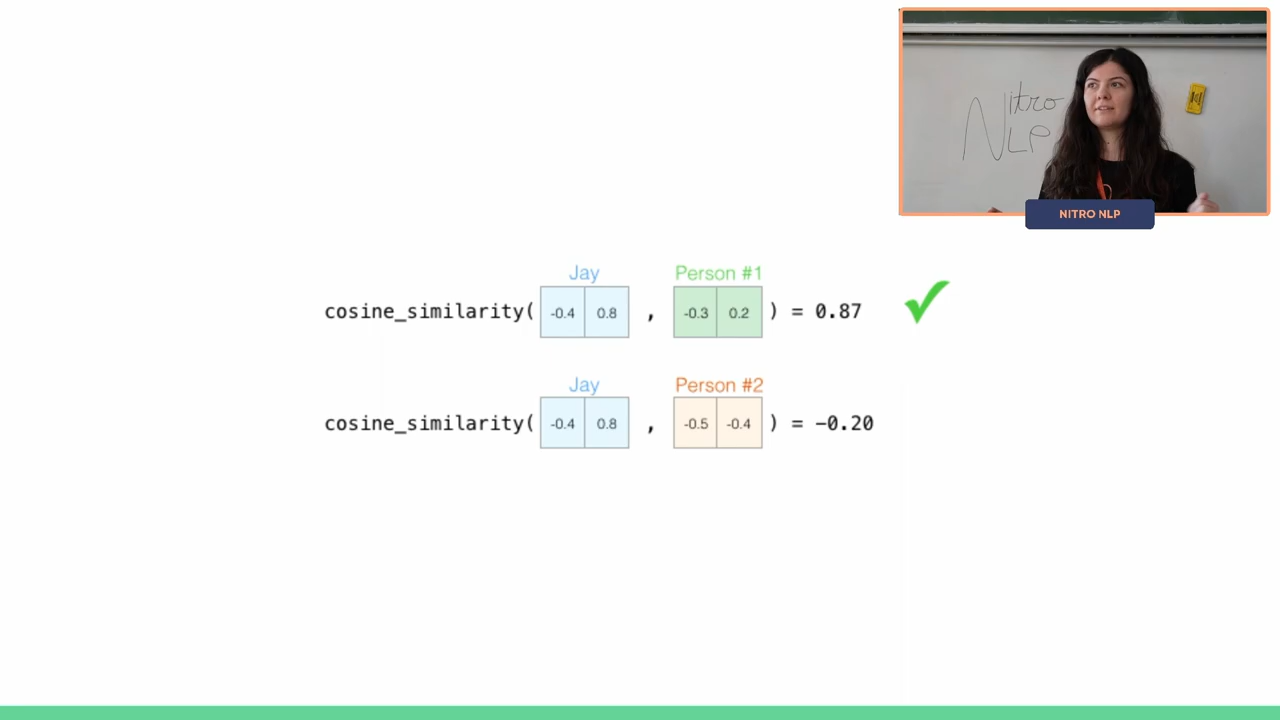 Nitro
NLP
NITRO NLP
Jay Person #1
cosine_similarity( -0.4 0.8 , -0.3 0.2 ) = 0.87
Jay Person #2
cosine_similarity( -0.4 0.8 , -0.5 -0.4 ) = -0.20